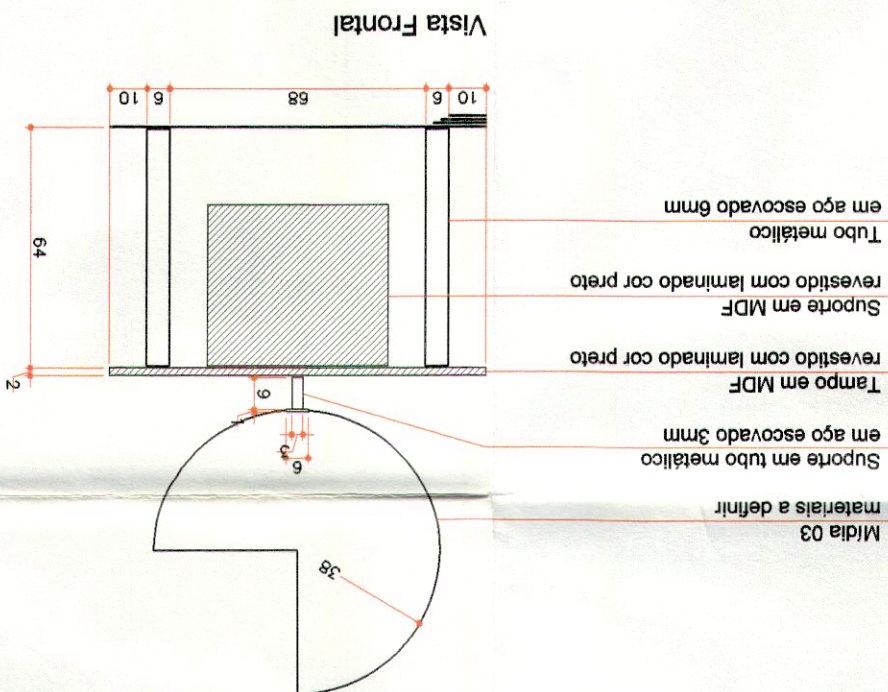 Vista Frontal
10
6
68
6
10
Tubo metálico
em aço escovado 6mm
64
Suporte em MDF
revestido com laminado cor preto
Tampo em MDF
revestido com laminado cor preto
2
9
1
Suporte em tubo metálico
em aço escovado 3mm
3
6
Mídia 03
materiais a definir
38